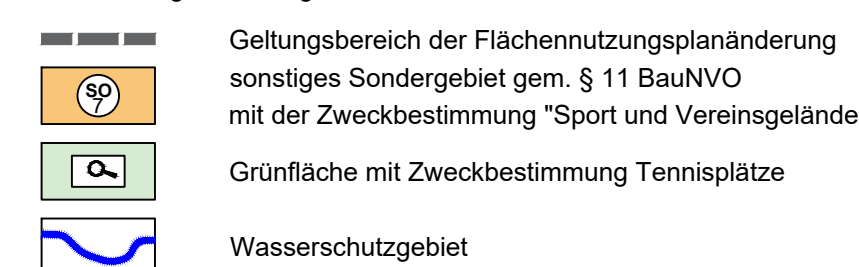 Geltungsbereich der Flächennutzungsplanänderung
SO
7
sonstiges Sondergebiet gem. § 11 BauNVO
mit der Zweckbestimmung "Sport und Vereinsgelände
Grünfläche mit Zweckbestimmung Tennisplätze
Wasserschutzgebiet